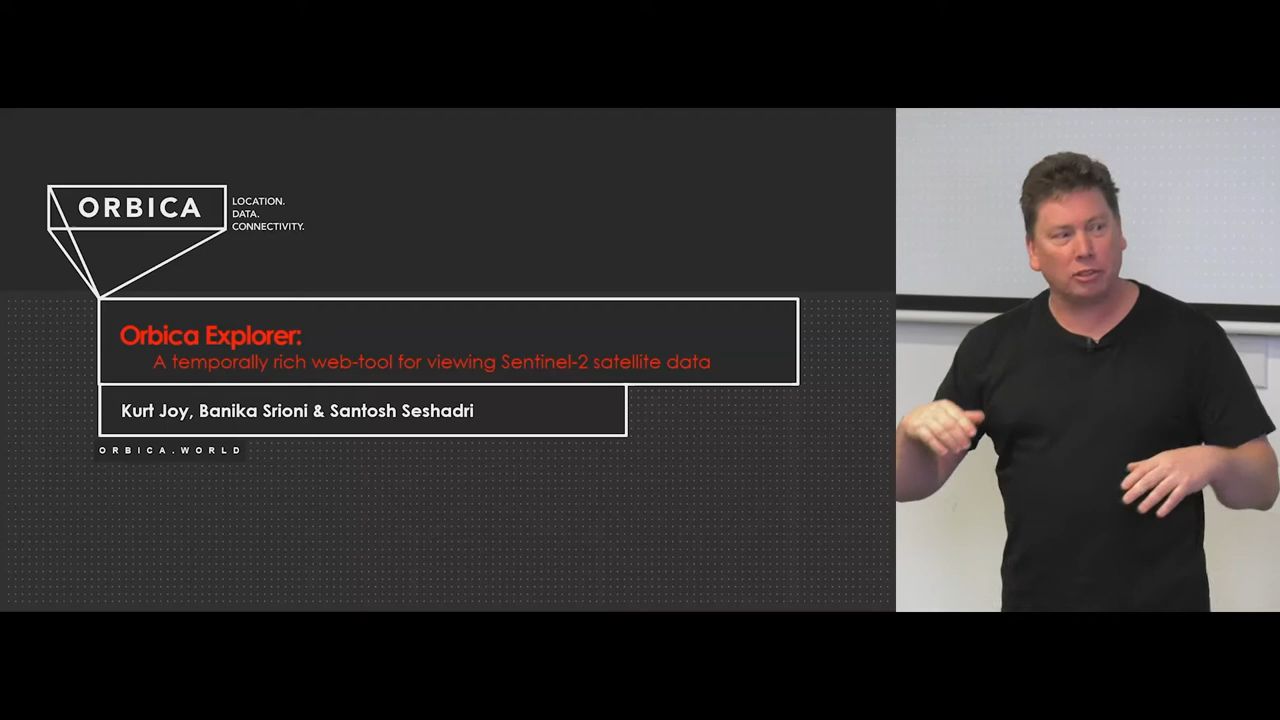 ORBICA
LOCATION.
DATA.
CONNECTIVITY.
Orbica Explorer:
A temporally rich web-tool for viewing Sentinel-2 satellite data
Kurt Joy, Banika Srioni & Santosh Seshadri
ORBICA.WORLD